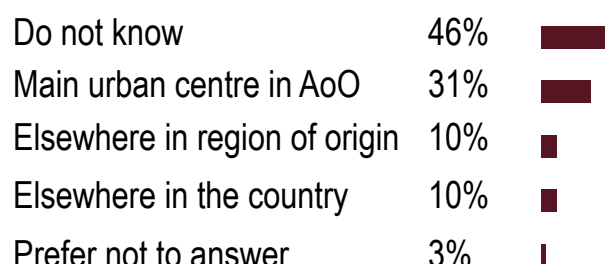 Do not know 46%
Main urban centre in AoO 31%
Elsewhere in region of origin 10%
Elsewhere in the country 10%
Prefer not to answer 3%